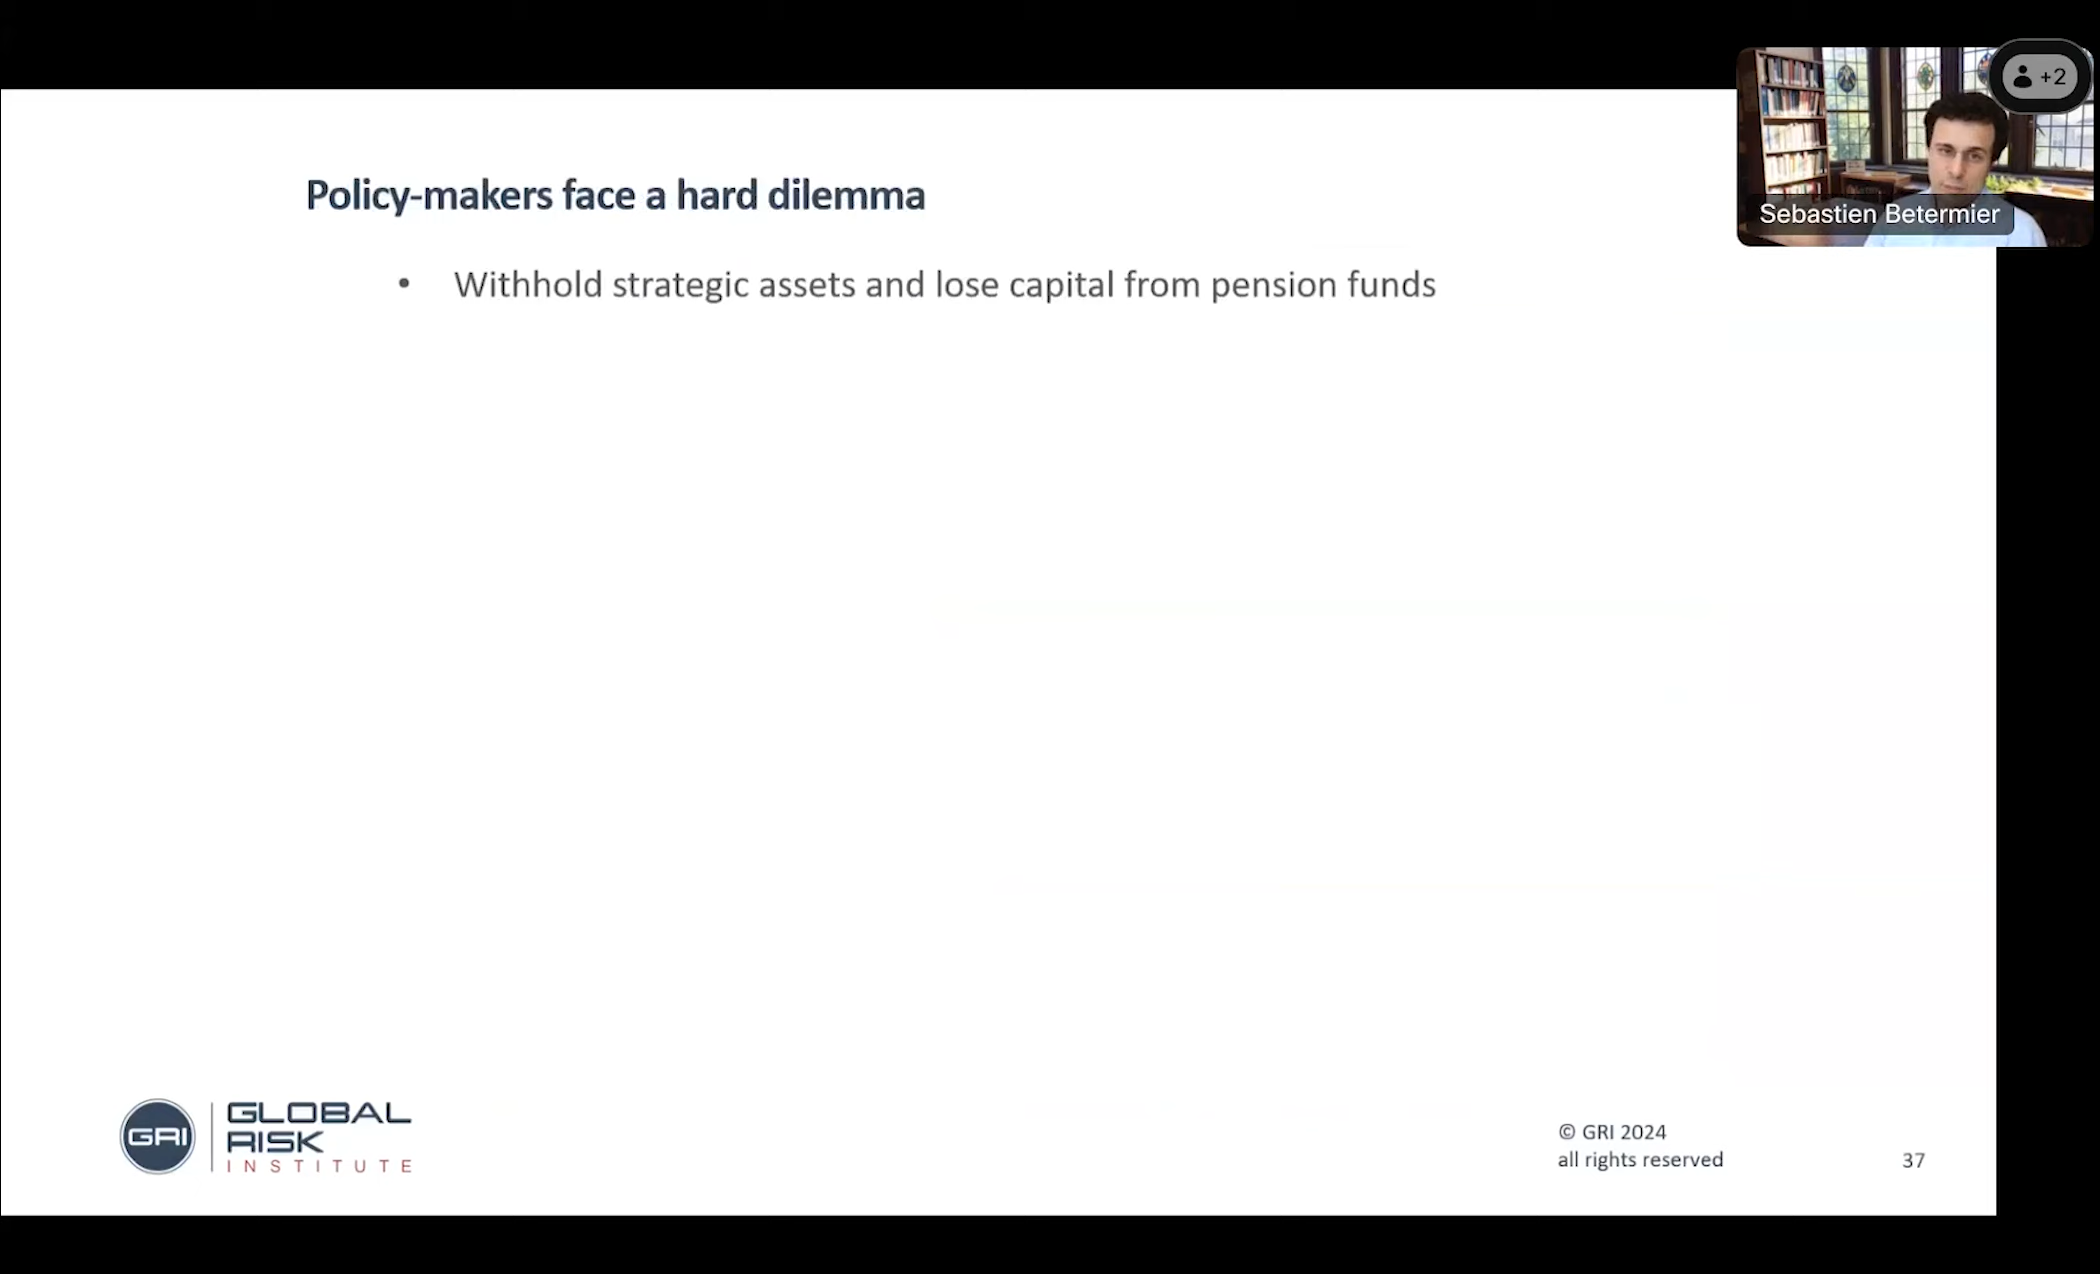 +2
Sebastien Betermier
Policy-makers face a hard dilemma
• Withhold strategic assets and lose capital from pension funds
GRI
GLOBAL
RISK
INSTITUTE
© GRI 2024
all rights reserved
37